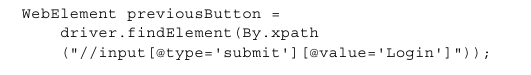 WebElement previousButton =
driver.findElement(By.xpath
("//input[@type='submit'][@value='Login']"));